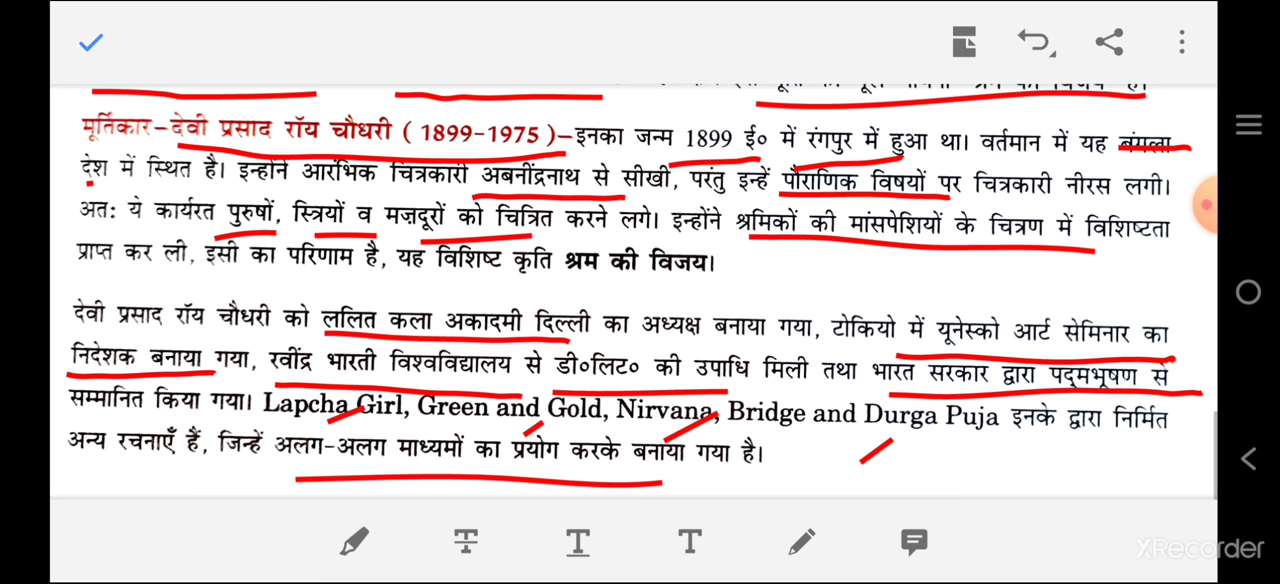 श्रम की विजय है।
मूर्तिकार-देवी प्रसाद रॉय चौधरी ( 1899-1975 )-इनका जन्म 1899 ई० में रंगपुर में हुआ था। वर्तमान में यह बंगला
देश में स्थित है। इन्होंने आरंभिक चित्रकारी अबनींद्रनाथ से सीखी, परंतु इन्हें पौराणिक विषयों पर चित्रकारी नीरस लगी।
अतः ये कार्यरत पुरुषों, स्त्रियों व मज़दूरों को चित्रित करने लगे। इन्होंने श्रमिकों की मांसपेशियों के चित्रण में विशिष्टता
प्राप्त कर ली, इसी का परिणाम है, यह विशिष्ट कृति श्रम की विजय।
देवी प्रसाद रॉय चौधरी को ललित कला अकादमी दिल्ली का अध्यक्ष बनाया गया, टोकियो में यूनेस्को आर्ट सेमिनार का
निदेशक बनाया गया, रवींद्र भारती विश्वविद्यालय से डी०लिट० की उपाधि मिली तथा भारत सरकार द्वारा पद्मभूषण से
सम्मानित किया गया। Lapcha Girl, Green and Gold, Nirvana, Bridge and Durga Puja इनके द्वारा निर्मित
अन्य रचनाएँ हैं, जिन्हें अलग-अलग माध्यमों का प्रयोग करके बनाया गया है।
T T T
XRecorder